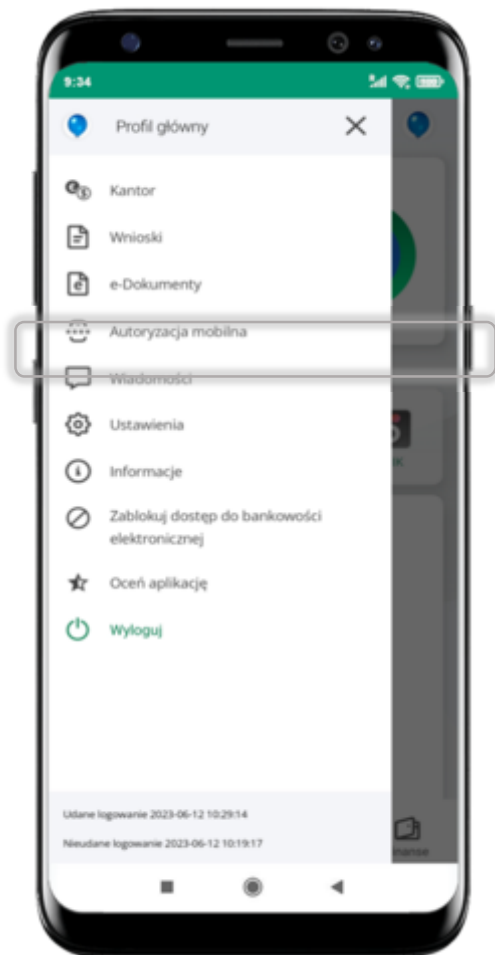 9:34
Profil główny
Kantor
Wnioski
e-Dokumenty
Autoryzacja mobilna
Wiadomości
Ustawienia
Informacje
Zablokuj dostęp do bankowości
elektronicznej
Oceń aplikację
Wyloguj
Udane logowanie 2023-06-12 10:29:14
Nieudane logowanie 2023-06-12 10:19:17